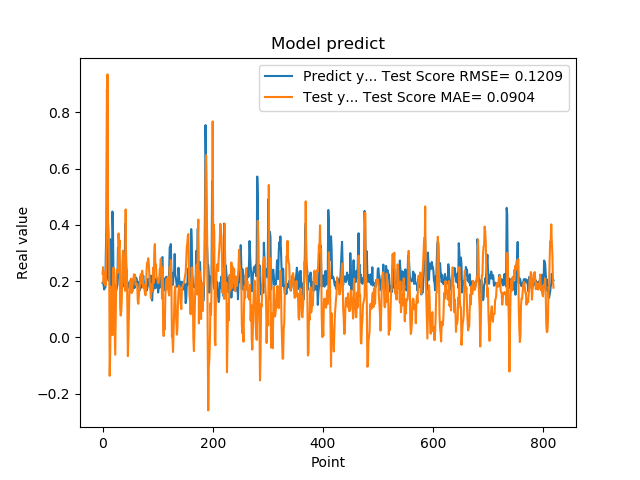 Model predict
Predict y... Test Score RMSE= 0.1209
Test y... Test Score MAE= 0.0904
Real value
0.8
0.6
0.4
0.2
0.0
−0.2
0 200 400 600 800
Point